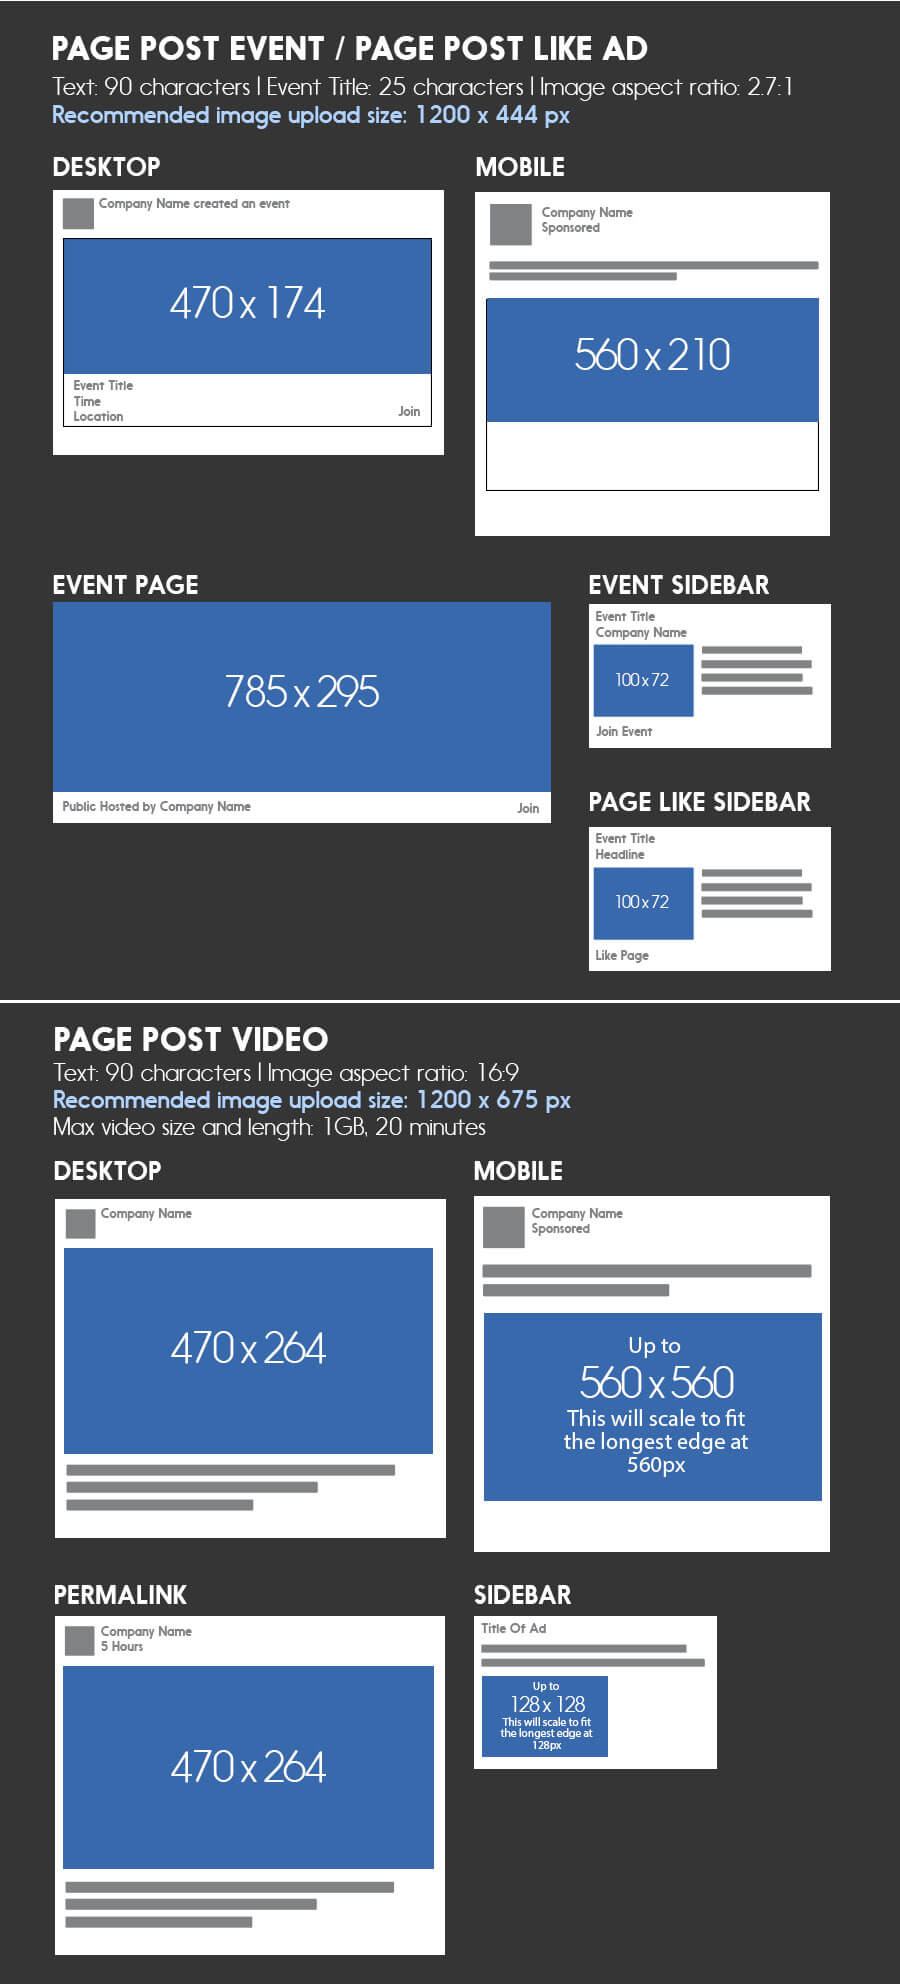 PAGE POST EVENT / PAGE POST LIKE AD
Text: 90 characters | Event Title: 25 characters | Image aspect ratio: 2.7:1
Recommended image upload size: 1200 x 444 px
DESKTOP
Company Name created an event
470 x 174
Event Title
Time
Location
Join
MOBILE
Company Name
Sponsored
560 x 210
EVENT PAGE
785 x 295
Public Hosted by Company Name
Join
EVENT SIDEBAR
Event Title
Company Name
100 x 72
Join Event
PAGE LIKE SIDEBAR
Event Title
Headline
100 x 72
Like Page
PAGE POST VIDEO
Text: 90 characters | Image aspect ratio: 16:9
Recommended image upload size: 1200 x 675 px
Max video size and length: 1GB, 20 minutes
DESKTOP
Company Name
470 x 264
MOBILE
Company Name
Sponsored
Up to
560 x 560
This will scale to fit
the longest edge at
560px
PERMALINK
Company Name
5 Hours
470 x 264
SIDEBAR
Title Of Ad
Up to
128 x 128
This will scale to fit
the longest edge at
128px